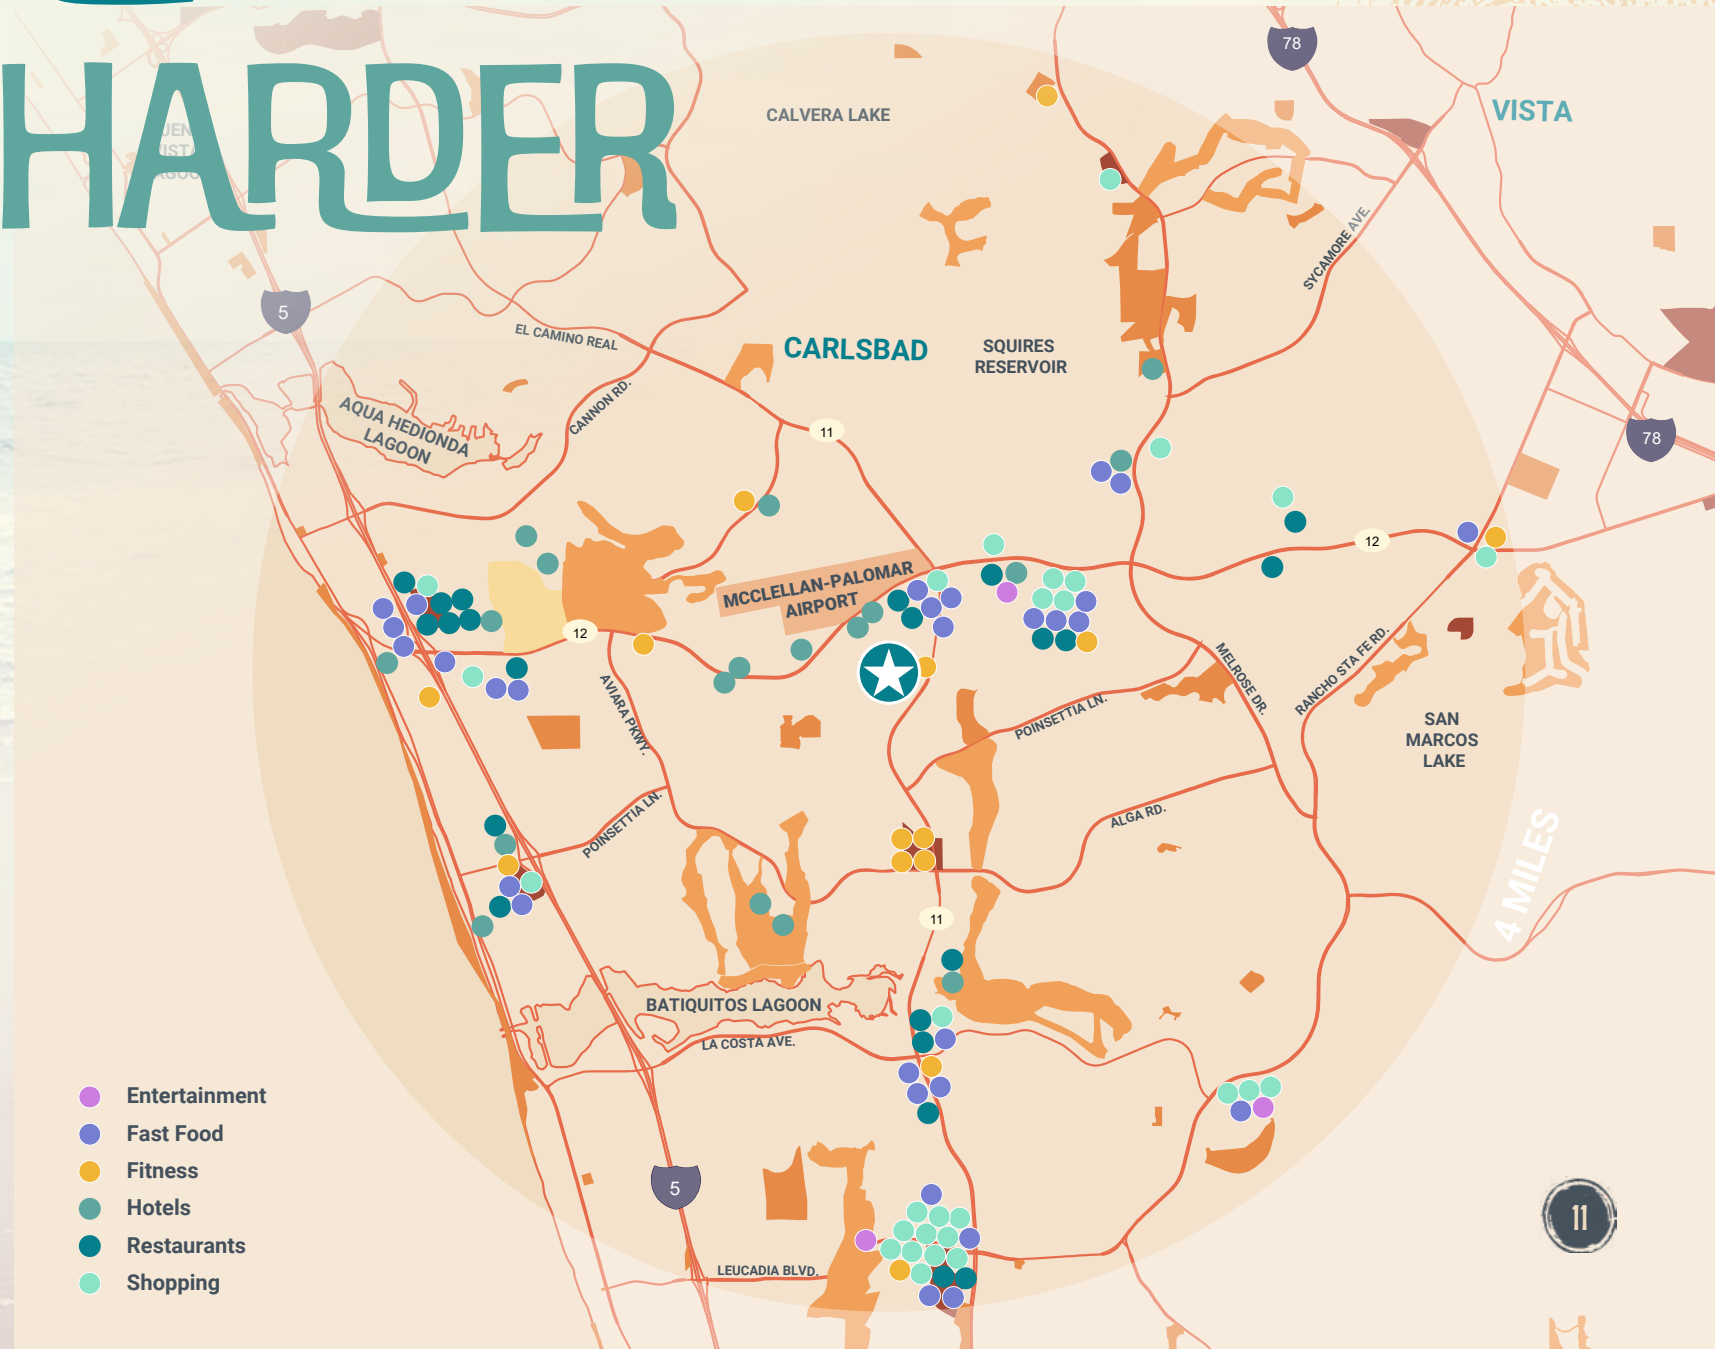 HARDER
78
VISTA
CALVERA LAKE
SYCAMORE AVE.
5
EL CAMINO REAL
CARLSBAD
SQUIRES
RESERVOIR
CANNON RD.
AQUA HEDIONDA
LAGOON
11
78
12
MCCLELLAN-PALOMAR
AIRPORT
12
AVIARA PKWY.
MELROSE DR.
RANCHO STA FE RD.
POINSETTIA LN.
SAN
MARCOS
LAKE
POINSETTIA LN.
ALGA RD.
4 MILES
11
BATIQUITOS LAGOON
LA COSTA AVE.
Entertainment
Fast Food
Fitness
Hotels
Restaurants
Shopping
5
LEUCADIA BLVD.
11